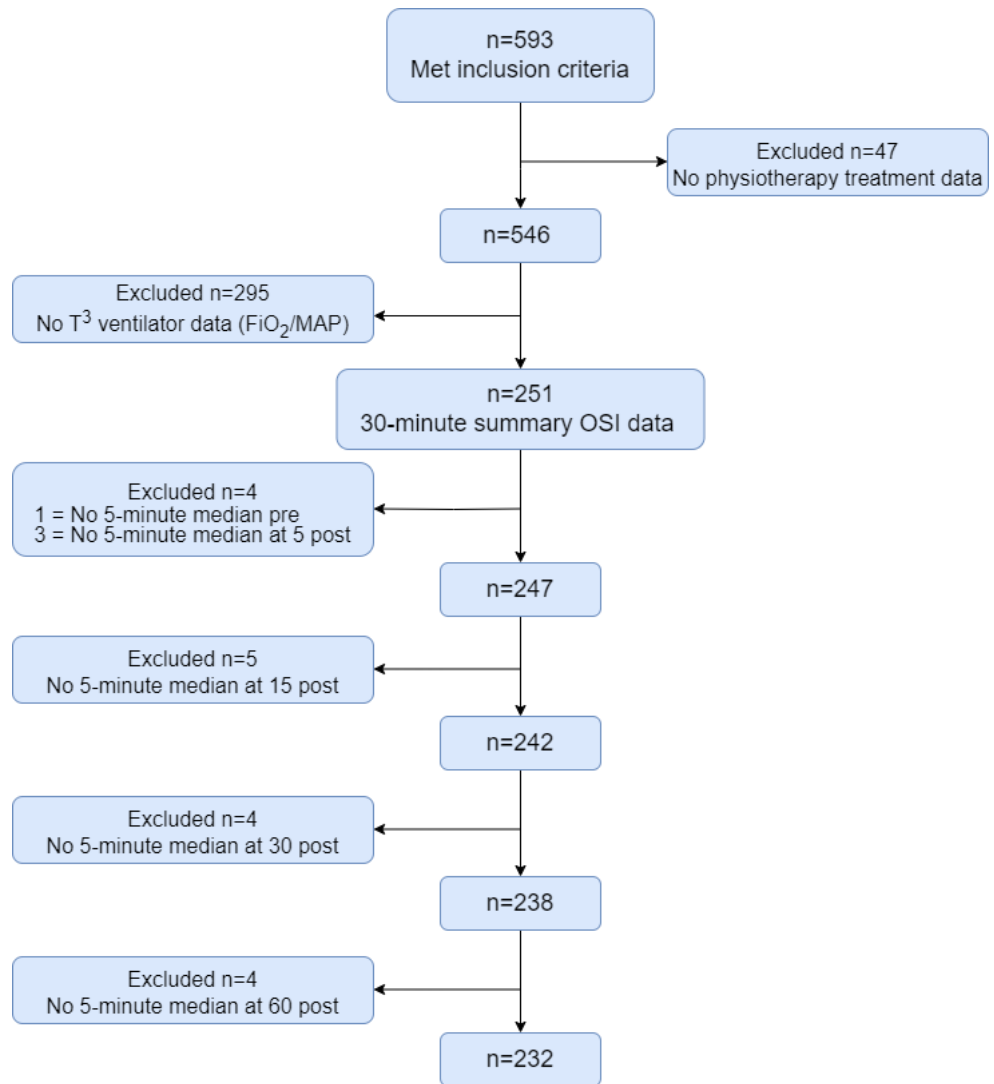 n=593
Met inclusion criteria
Excluded n=47
No physiotherapy treatment data
n=546
Excluded n=295
No T³ ventilator data (FiO₂/MAP)
n=251
30-minute summary OSI data
Excluded n=4
1 = No 5-minute median pre
3 = No 5-minute median at 5 post
n=247
Excluded n=5
No 5-minute median at 15 post
n=242
Excluded n=4
No 5-minute median at 30 post
n=238
Excluded n=4
No 5-minute median at 60 post
n=232